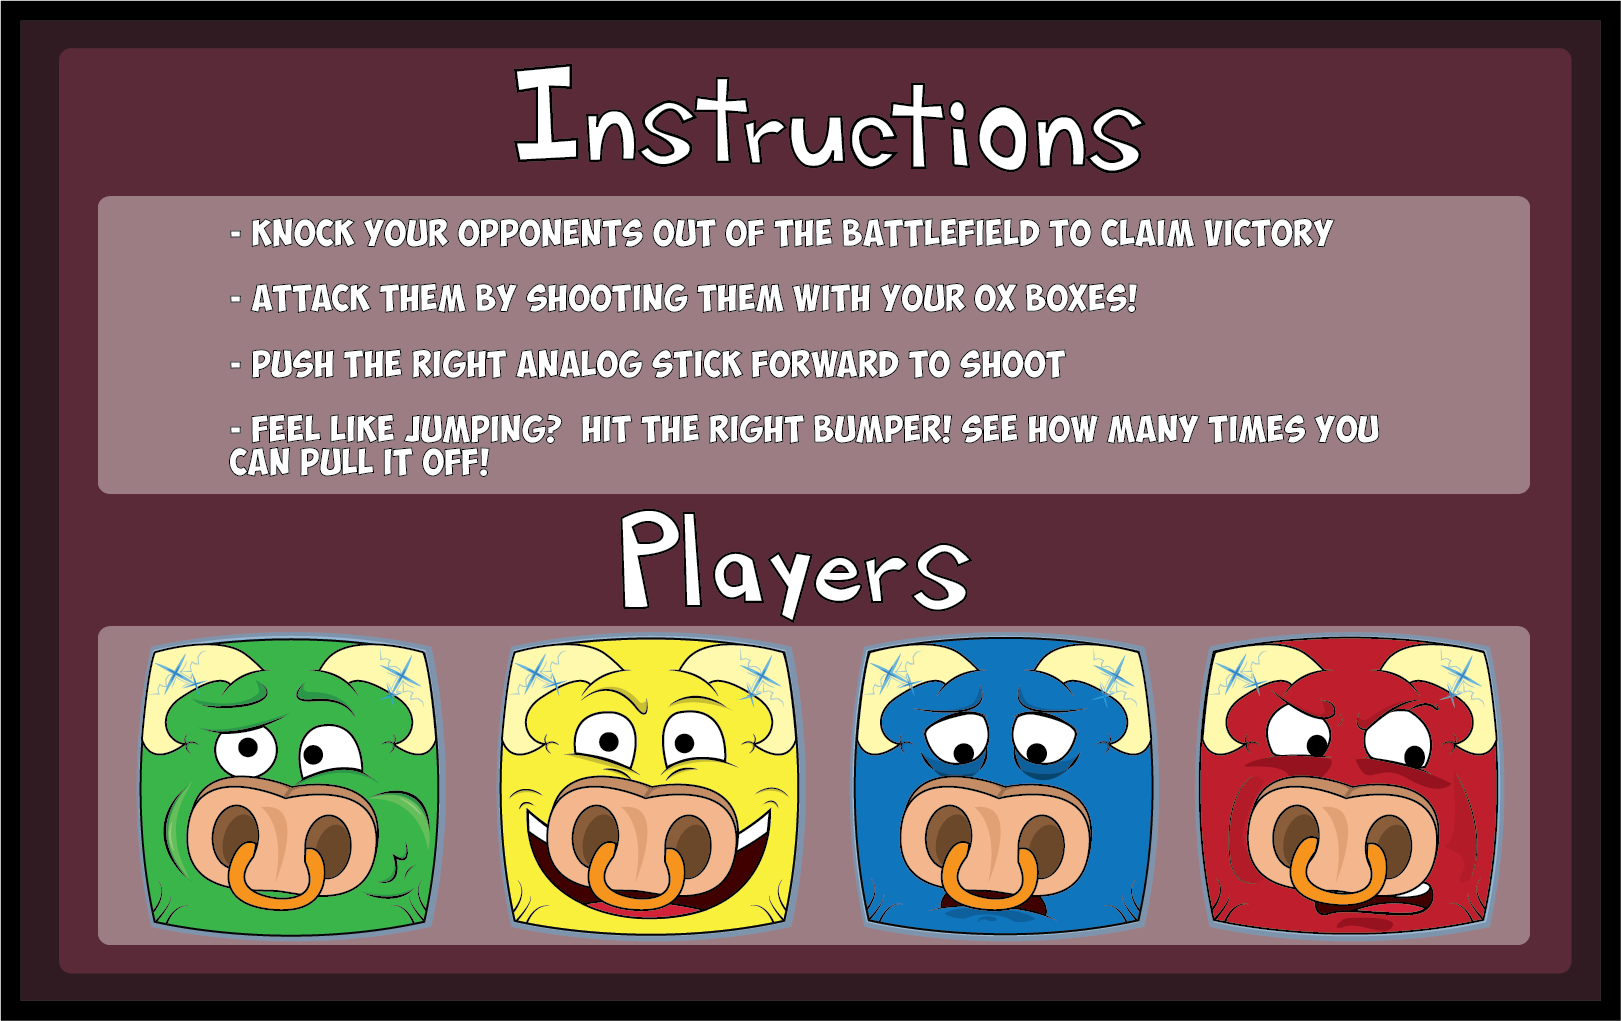 Instructions
- KNOCK YOUR OPPONENTS OUT OF THE BATTLEFIELD TO CLAIM VICTORY
- ATTACK THEM BY SHOOTING THEM WITH YOUR OX BOXES!
- PUSH THE RIGHT ANALOG STICK FORWARD TO SHOOT
- FEEL LIKE JUMPING?  HIT THE RIGHT BUMPER! SEE HOW MANY TIMES YOU
CAN PULL IT OFF!
Players